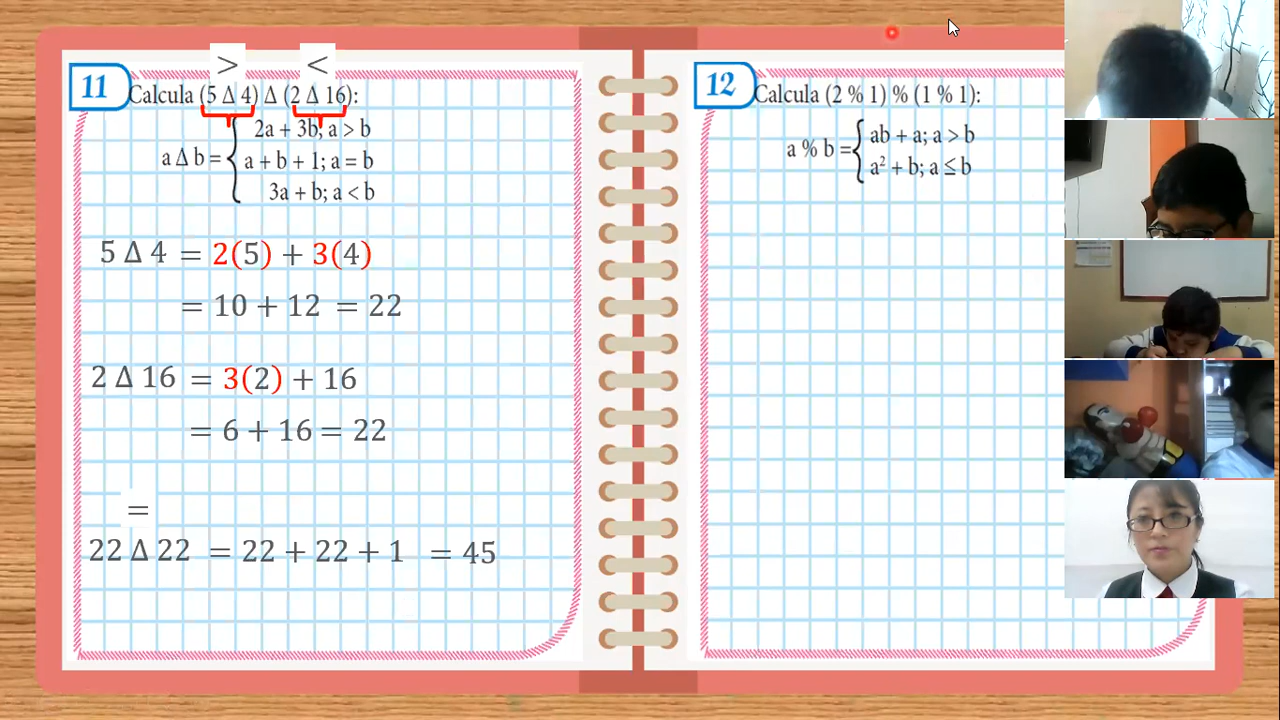 > <
11 Calcula (5 Δ 4) Δ (2 Δ 16):
2a + 3b; a > b
a Δ b = { a + b + 1; a = b
3a + b; a < b
5 Δ 4 = 2(5) + 3(4)
= 10 + 12 = 22
2 Δ 16 = 3(2) + 16
= 6 + 16 = 22
=
22 Δ 22 = 22 + 22 + 1 = 45
12 Calcula (2 % 1) % (1 % 1):
a % b = { ab + a; a > b
a² + b; a ≤ b